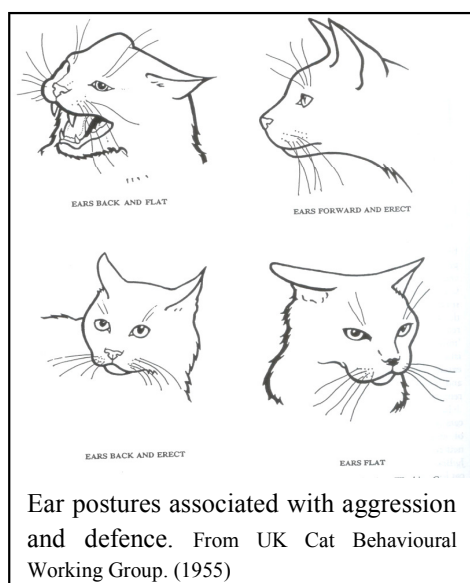 EARS BACK AND FLAT
EARS FORWARD AND ERECT
EARS BACK AND ERECT
EARS FLAT
Ear postures associated with aggression
and defence. From UK Cat Behavioural
Working Group. (1955)